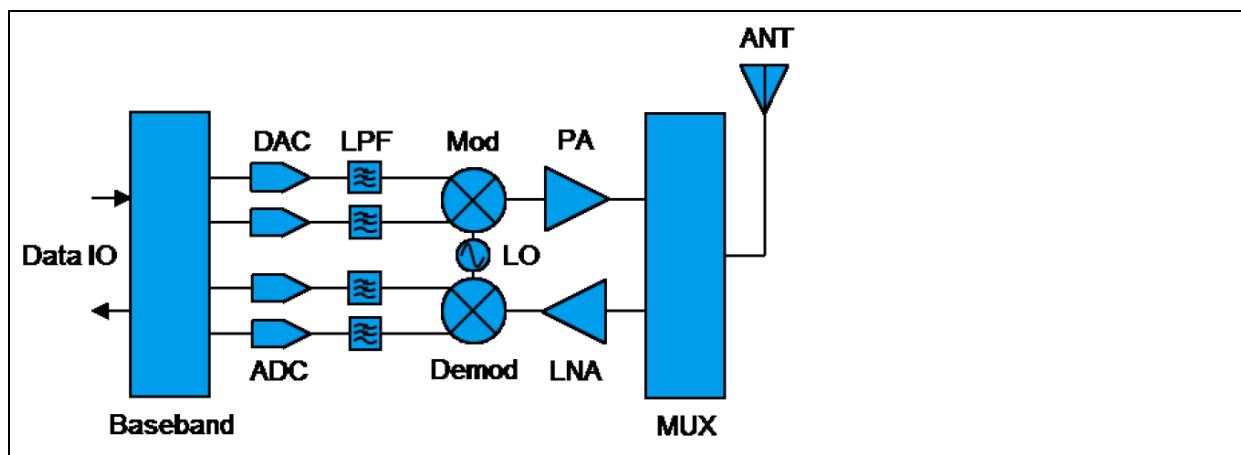 ANT
DAC LPF Mod PA
Data IO LO
ADC Demod LNA
Baseband MUX